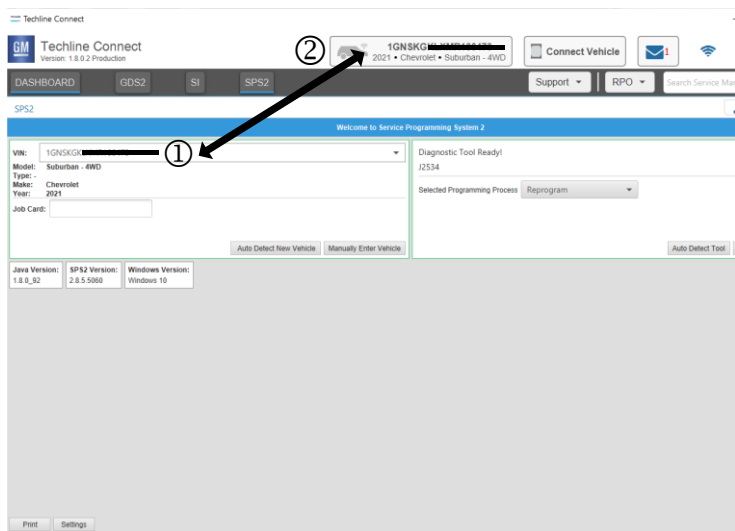 Techline Connect
GM
Techline Connect
Version: 1.8.0.2 Production
②
1GNSKGK
2021 • Chevrolet • Suburban - 4WD
Connect Vehicle
1
DASHBOARD
GDS2
SI
SPS2
Support
RPO
Search Service Ma
SPS2
Welcome to Service Programming System 2
VIN:
1GNSKGK
①
Model: Suburban - 4WD
Type: -
Make: Chevrolet
Year: 2021
Job Card:
Auto Detect New Vehicle
Manually Enter Vehicle
Diagnostic Tool Ready!
J2534
Selected Programming Process
Reprogram
Auto Detect Tool
Java Version: SPS2 Version: Windows Version:
1.8.0_92 2.8.5.5060 Windows 10
Print
Settings